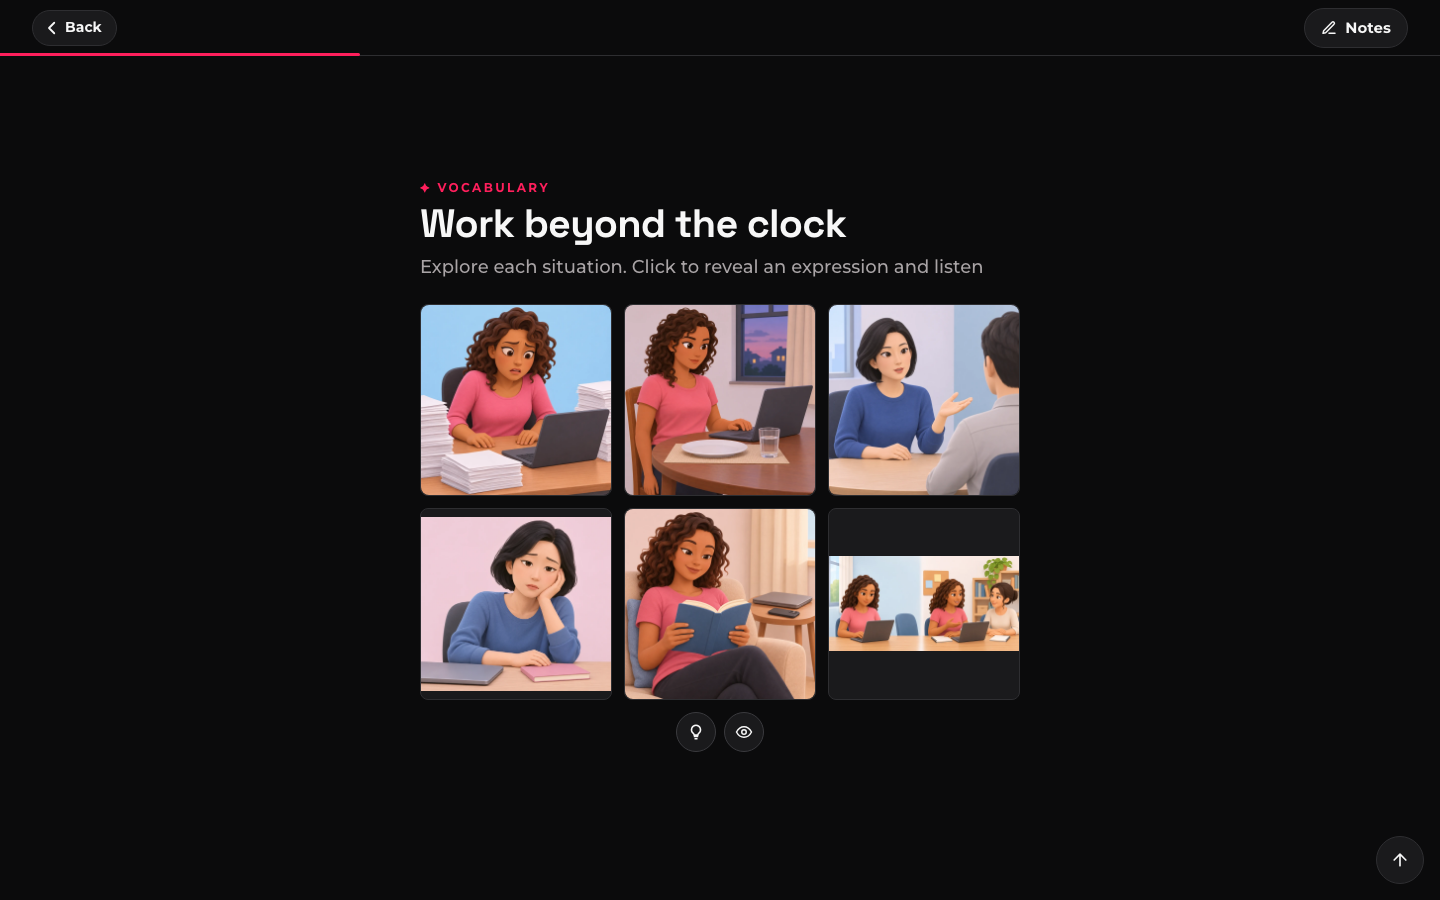 Back
Notes
VOCABULARY
Work beyond the clock
Explore each situation. Click to reveal an expression and listen